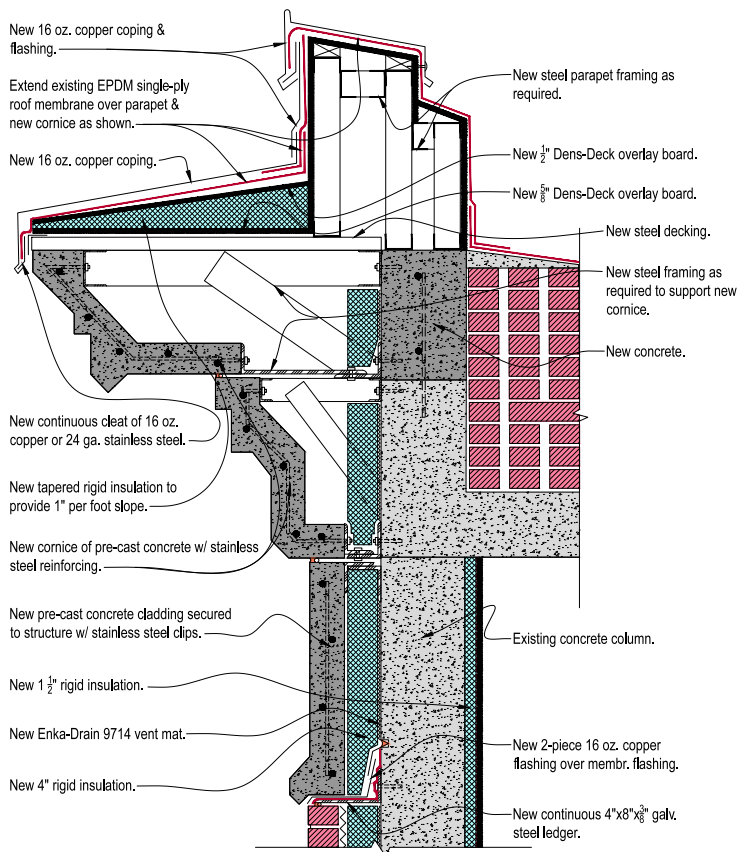 New 16 oz. copper coping &
flashing.
Extend existing EPDM single-ply
roof membrane over parapet &
new cornice as shown.
New 16 oz. copper coping.
New continuous cleat of 16 oz.
copper or 24 ga. stainless steel.
New tapered rigid insulation to
provide 1" per foot slope.
New cornice of pre-cast concrete w/ stainless
steel reinforcing.
New pre-cast concrete cladding secured
to structure w/ stainless steel clips.
New 1 1/2" rigid insulation.
New Enka-Drain 9714 vent mat.
New 4" rigid insulation.
New steel parapet framing as
required.
New 1/2" Dens-Deck overlay board.
New 5/8" Dens-Deck overlay board.
New steel decking.
New steel framing as
required to support new
cornice.
New concrete.
Existing concrete column.
New 2-piece 16 oz. copper
flashing over membr. flashing.
New continuous 4"x8"x3/8" galv.
steel ledger.